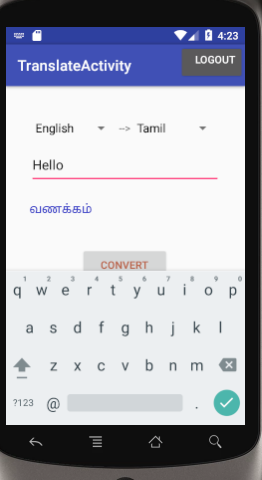 4:23
TranslateActivity
LOGOUT
English --> Tamil
Hello
வணக்கம்
CONVERT
1 2 3 4 5 6 7 8 9 0
q w e r t y u i o p
a s d f g h j k l
z x c v b n m
?123 @ .